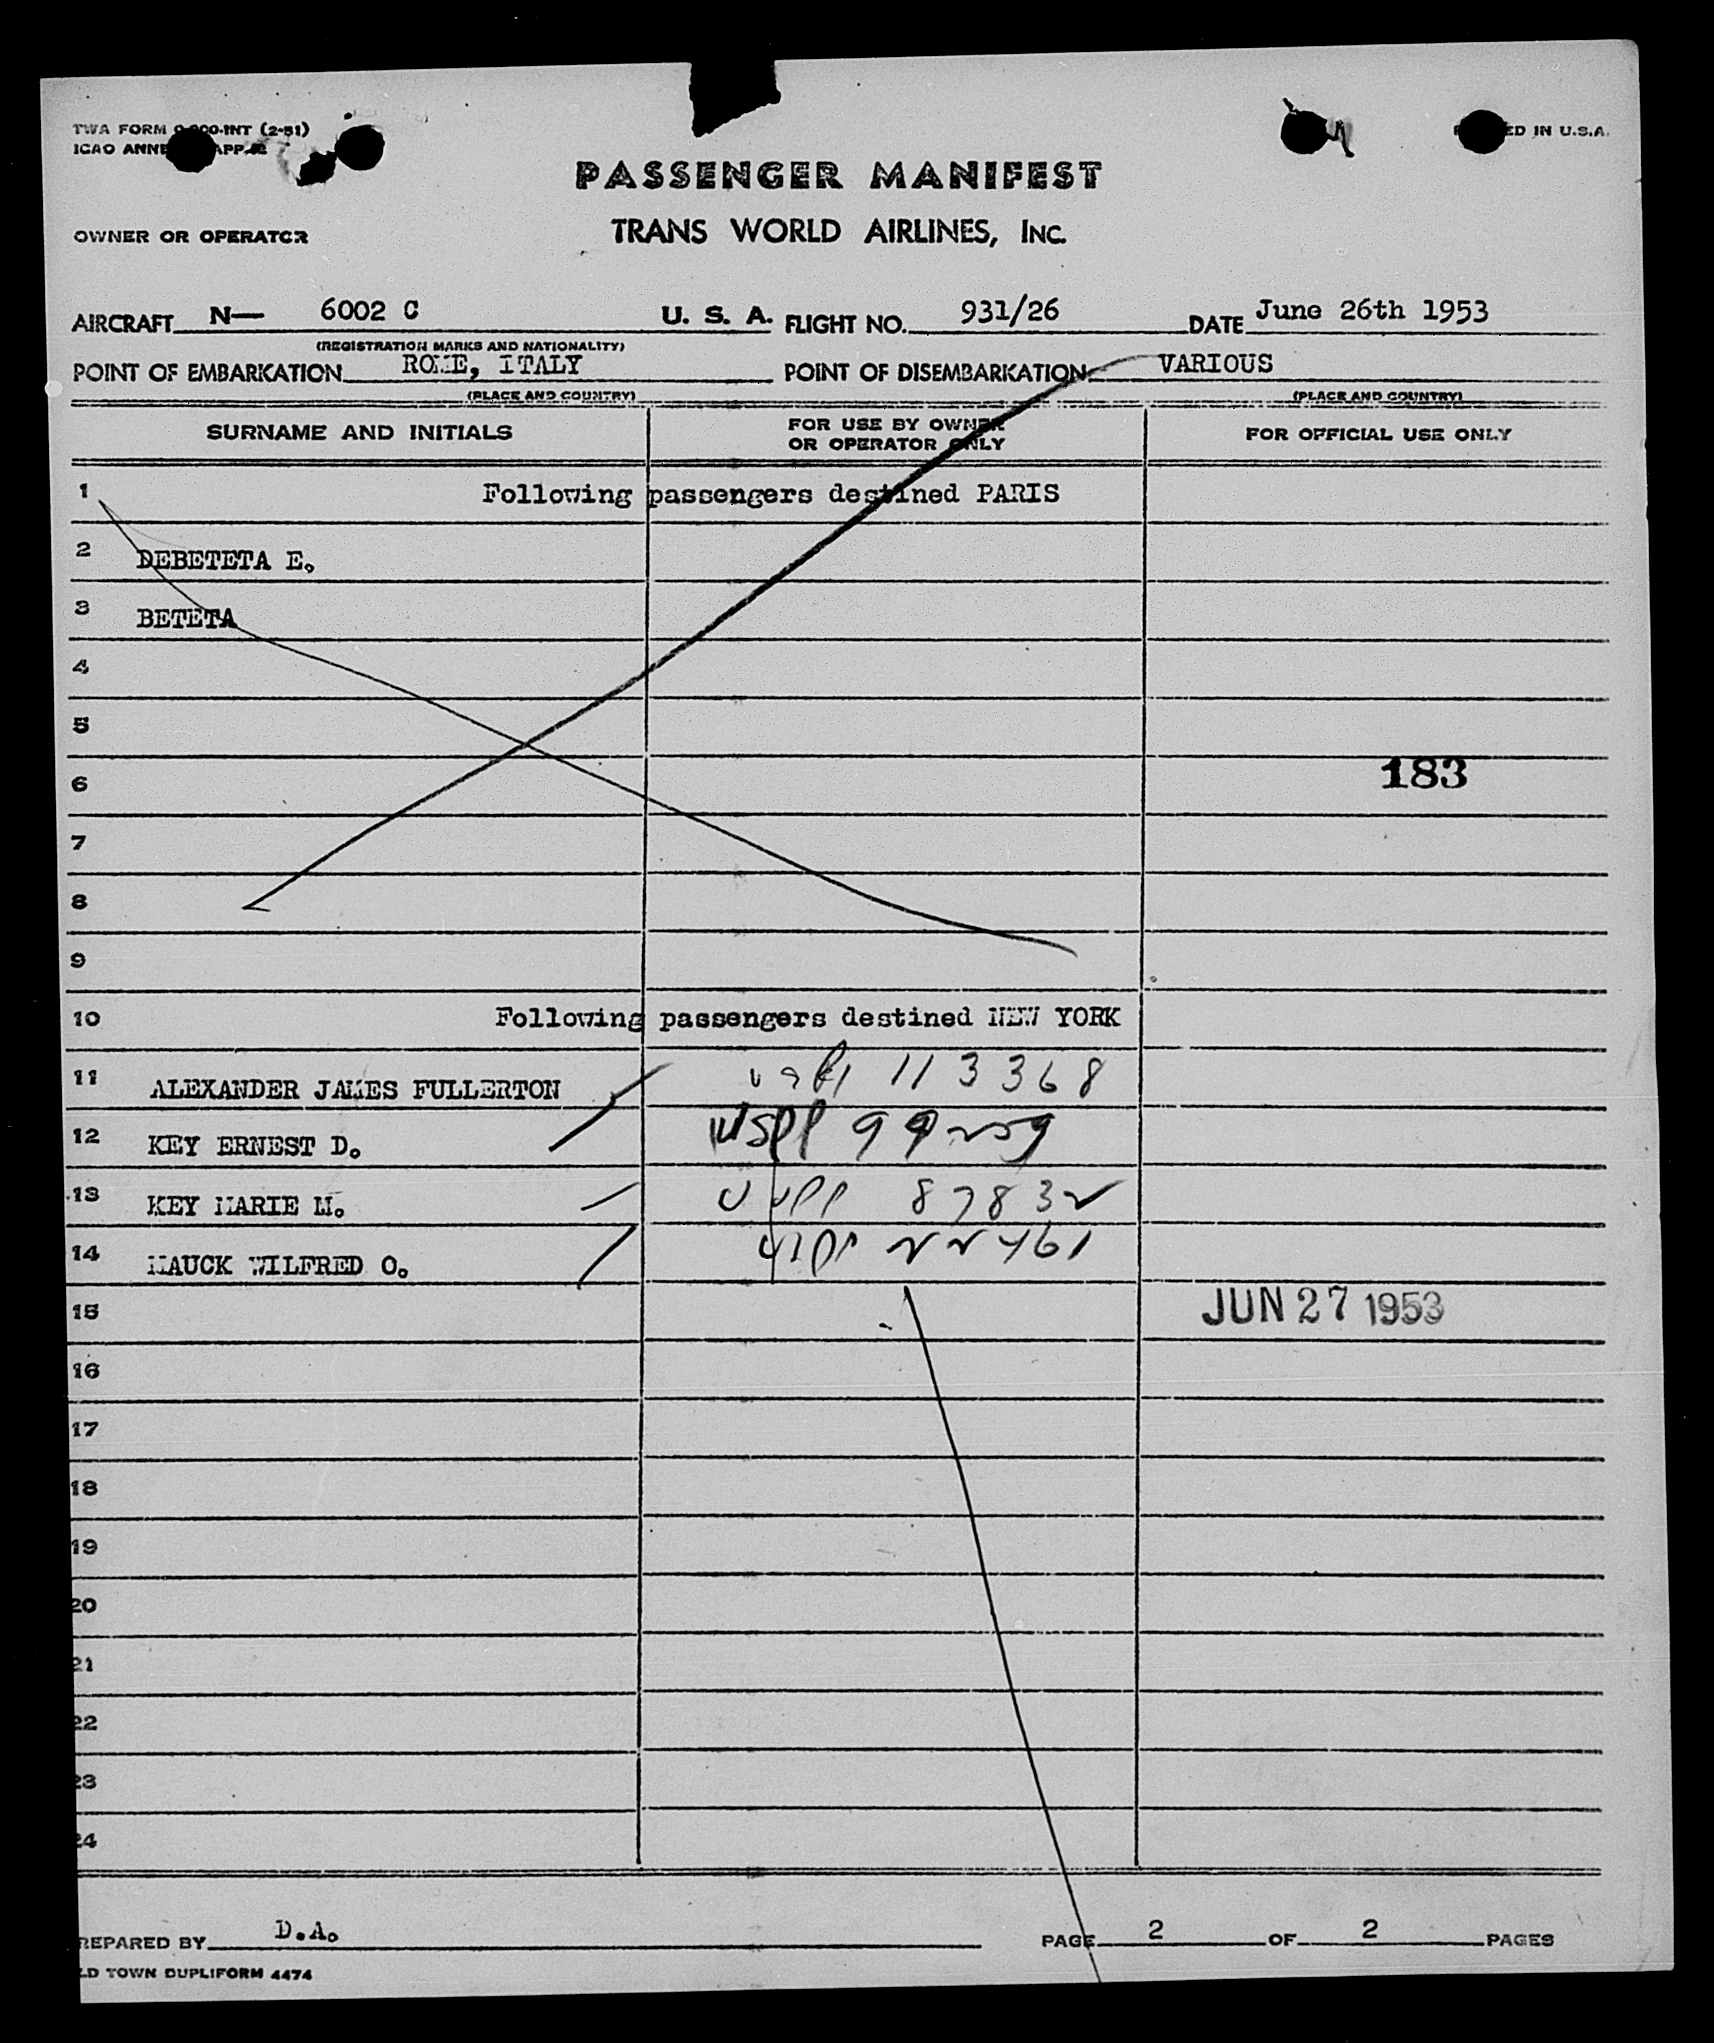 TWA FORM INT (2-51)
ICAO APP.
IN U.S.A.
PASSENGER MANIFEST
OWNER OR OPERATOR
TRANS WORLD AIRLINES, INC.
AIRCRAFT N— 6002 C U. S. A. FLIGHT NO. 931/26 DATE June 26th 1953
(REGISTRATION MARKS AND NATIONALITY)
POINT OF EMBARKATION ROME, ITALY POINT OF DISEMBARKATION VARIOUS
(PLACE AND COUNTRY) (PLACE AND COUNTRY)
SURNAME AND INITIALS FOR USE BY OWNER OR OPERATOR ONLY FOR OFFICIAL USE ONLY
1 Following passengers destined PARIS
2 DEBETETA E.
3 BETETA
4
5
6 183
7
8
9
10 Following passengers destined NEW YORK
11 ALEXANDER JAMES FULLERTON 113368
12 KEY ERNEST D.
13 KEY MARIE M. 87832
14 MAUCK WILFRED O.
15 JUN 27 1953
16
17
18
19
20
21
22
23
24
REPARED BY D.A. PAGE 2 OF 2 PAGES
LD TOWN DUPLIFORM 4474